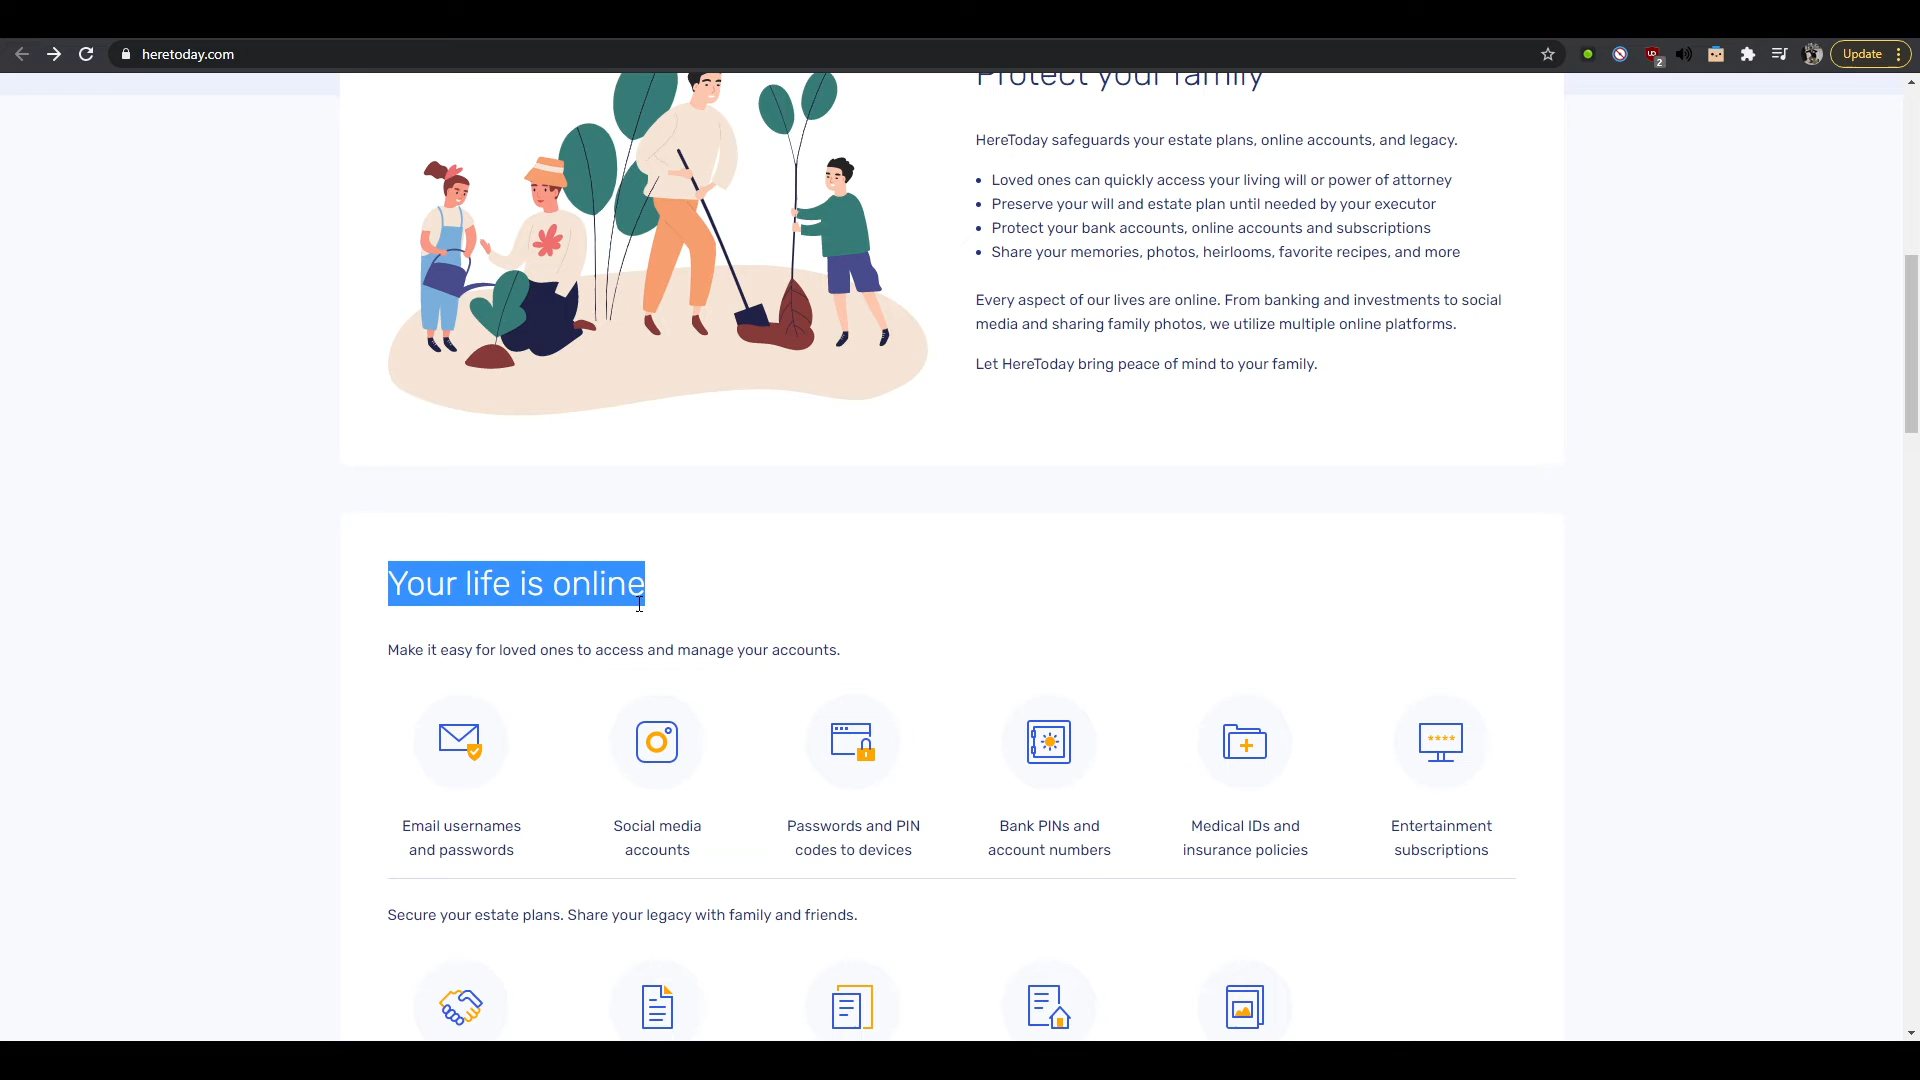 heretoday.com
2
Update
Protect your family
HereToday safeguards your estate plans, online accounts, and legacy.
• Loved ones can quickly access your living will or power of attorney
• Preserve your will and estate plan until needed by your executor
• Protect your bank accounts, online accounts and subscriptions
• Share your memories, photos, heirlooms, favorite recipes, and more
Every aspect of our lives are online. From banking and investments to social
media and sharing family photos, we utilize multiple online platforms.
Let HereToday bring peace of mind to your family.
Your life is online
Make it easy for loved ones to access and manage your accounts.
****
Email usernames
and passwords
Social media
accounts
Passwords and PIN
codes to devices
Bank PINs and
account numbers
Medical IDs and
insurance policies
Entertainment
subscriptions
Secure your estate plans. Share your legacy with family and friends.